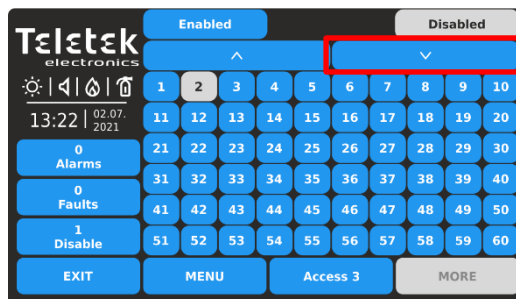 Teletek
electronics
13:22 | 02.07.
2021
0
Alarms
0
Faults
1
Disable
Enabled Disabled
1 2 3 4 5 6 7 8 9 10
11 12 13 14 15 16 17 18 19 20
21 22 23 24 25 26 27 28 29 30
31 32 33 34 35 36 37 38 39 40
41 42 43 44 45 46 47 48 49 50
51 52 53 54 55 56 57 58 59 60
EXIT MENU Access 3 MORE